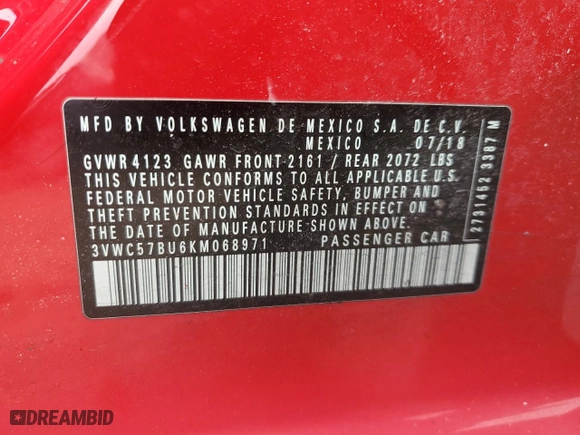 MFD BY VOLKSWAGEN DE MEXICO S.A. DE C.V.
MEXICO 07/18
GVWR 4123 GAWR FRONT 2161 / REAR 2072 LBS
THIS VEHICLE CONFORMS TO ALL APPLICABLE U.S.
FEDERAL MOTOR VEHICLE SAFETY, BUMPER AND
THEFT PREVENTION STANDARDS IN EFFECT ON
THE DATE OF MANUFACTURE SHOWN ABOVE.
3VWC57BU6KM068971 PASSENGER CAR
2731452 3387 M
DREAMBID